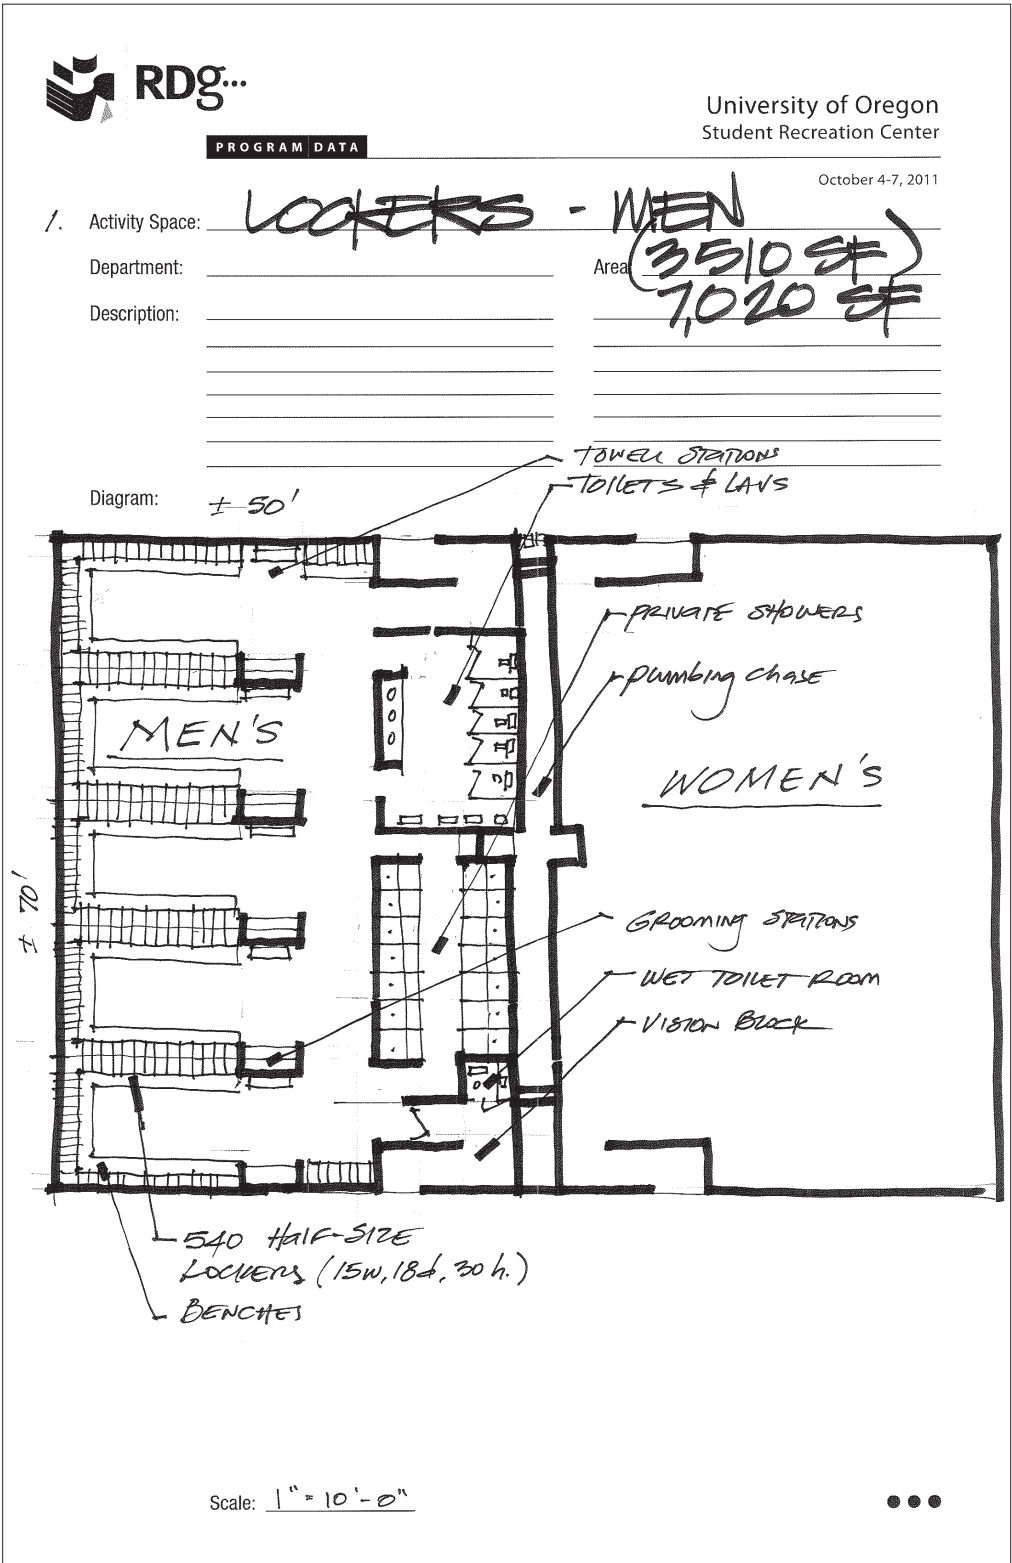 RDg...
University of Oregon
Student Recreation Center
PROGRAM DATA
October 4-7, 2011
1. Activity Space: LOCKERS - MEN
Department:
Area: (3510 SF)
7,020 SF
Description:
TOWEL STATIONS
TOILETS & LAVS
Diagram: ± 50'
PRIVATE SHOWERS
Plumbing Chase
MEN'S
WOMEN'S
± 70'
GROOMING STATIONS
WET TOILET ROOM
VISION BLOCK
540 HALF-SIZE
LOCKERS (15w, 18d, 30h.)
BENCHES
Scale: 1" = 10'-0"